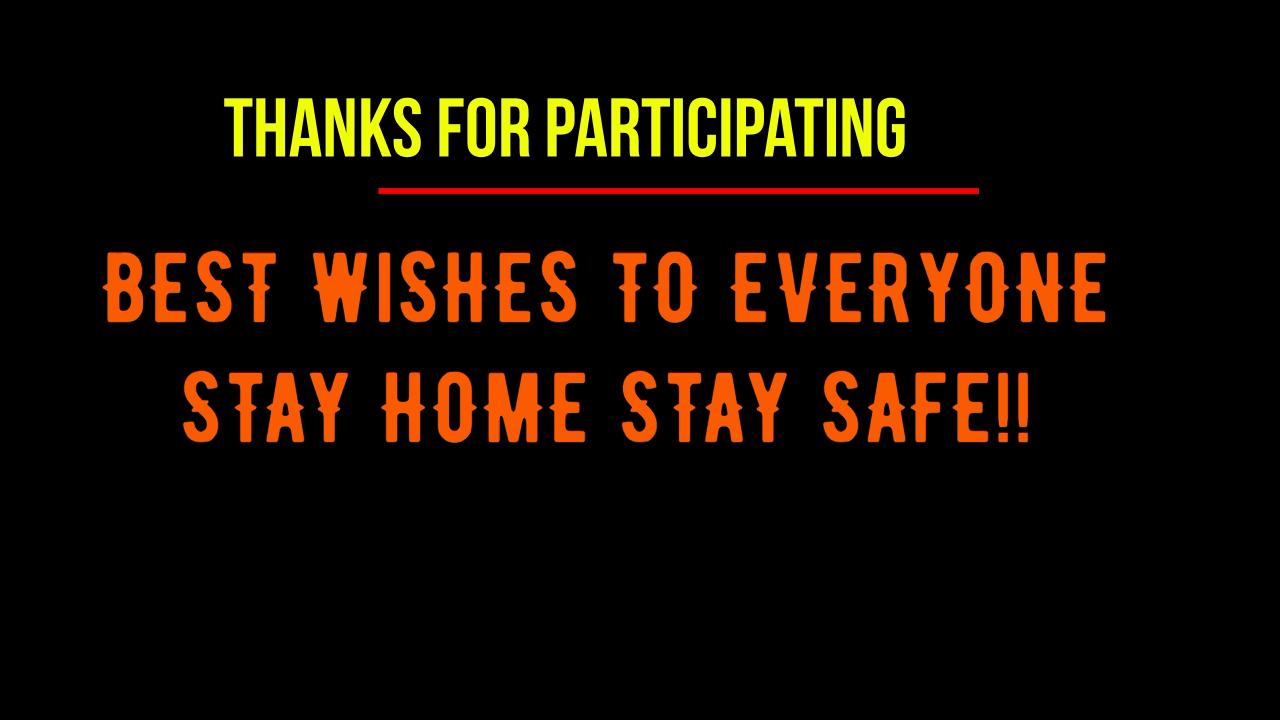 THANKS FOR PARTICIPATING
BEST WISHES TO EVERYONE
STAY HOME STAY SAFE!!